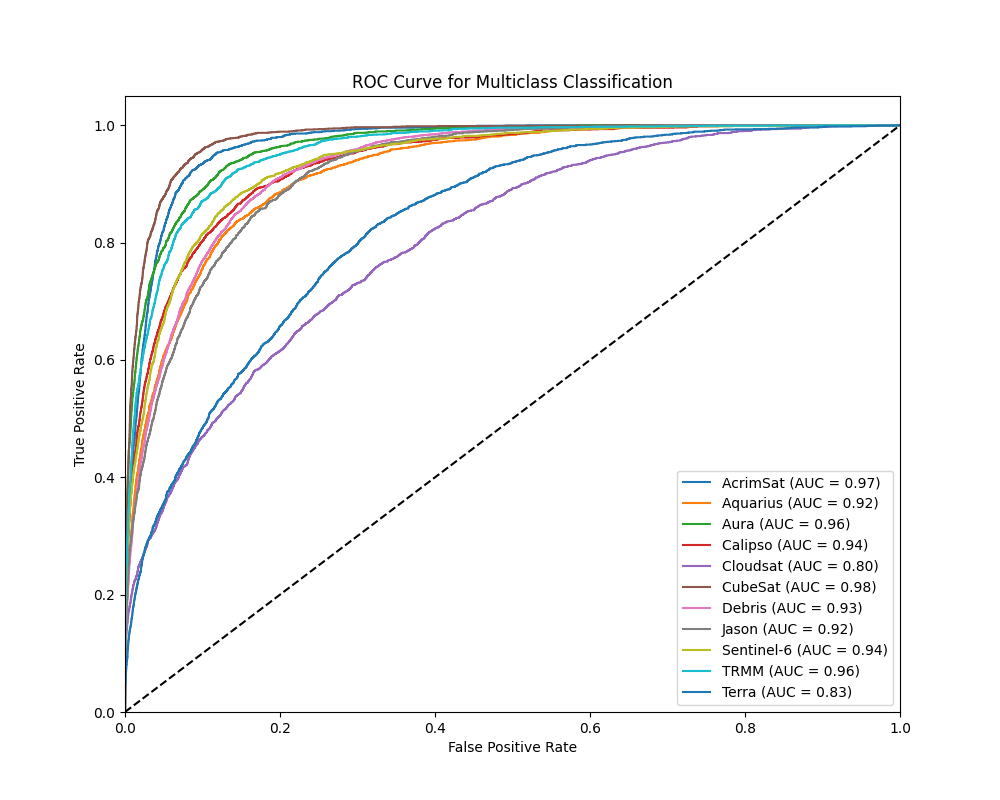 ROC Curve for Multiclass Classification
1.0
0.8
0.6
0.4
0.2
0.0
True Positive Rate
0.0 0.2 0.4 0.6 0.8 1.0
False Positive Rate
AcrimSat (AUC = 0.97)
Aquarius (AUC = 0.92)
Aura (AUC = 0.96)
Calipso (AUC = 0.94)
Cloudsat (AUC = 0.80)
CubeSat (AUC = 0.98)
Debris (AUC = 0.93)
Jason (AUC = 0.92)
Sentinel-6 (AUC = 0.94)
TRMM (AUC = 0.96)
Terra (AUC = 0.83)